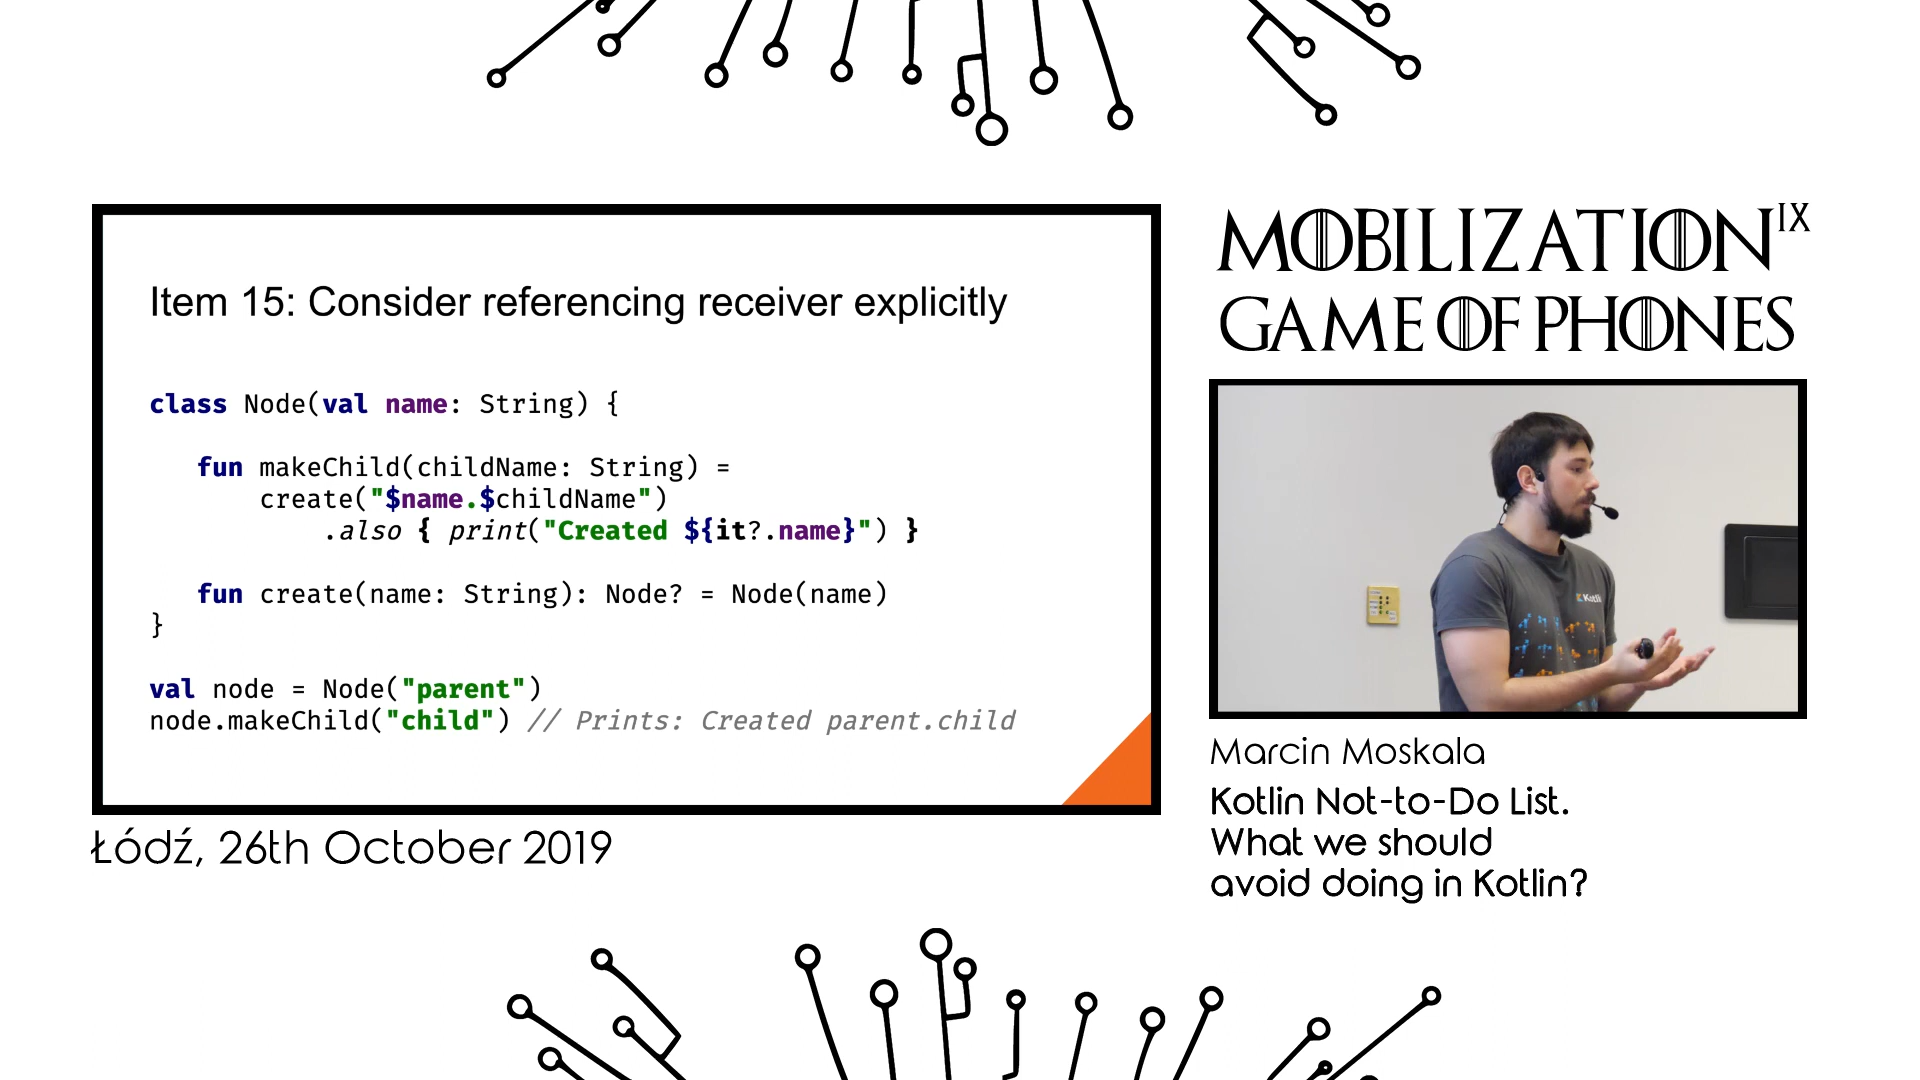 MOBILIZATION IX
GAME OF PHONES
Item 15: Consider referencing receiver explicitly
class Node(val name: String) {
fun makeChild(childName: String) =
create("$name.$childName")
.also { print("Created ${it?.name}") }
fun create(name: String): Node? = Node(name)
}
val node = Node("parent")
node.makeChild("child") // Prints: Created parent.child
Łódź, 26th October 2019
Marcin Moskala
Kotlin Not-to-Do List.
What we should
avoid doing in Kotlin?